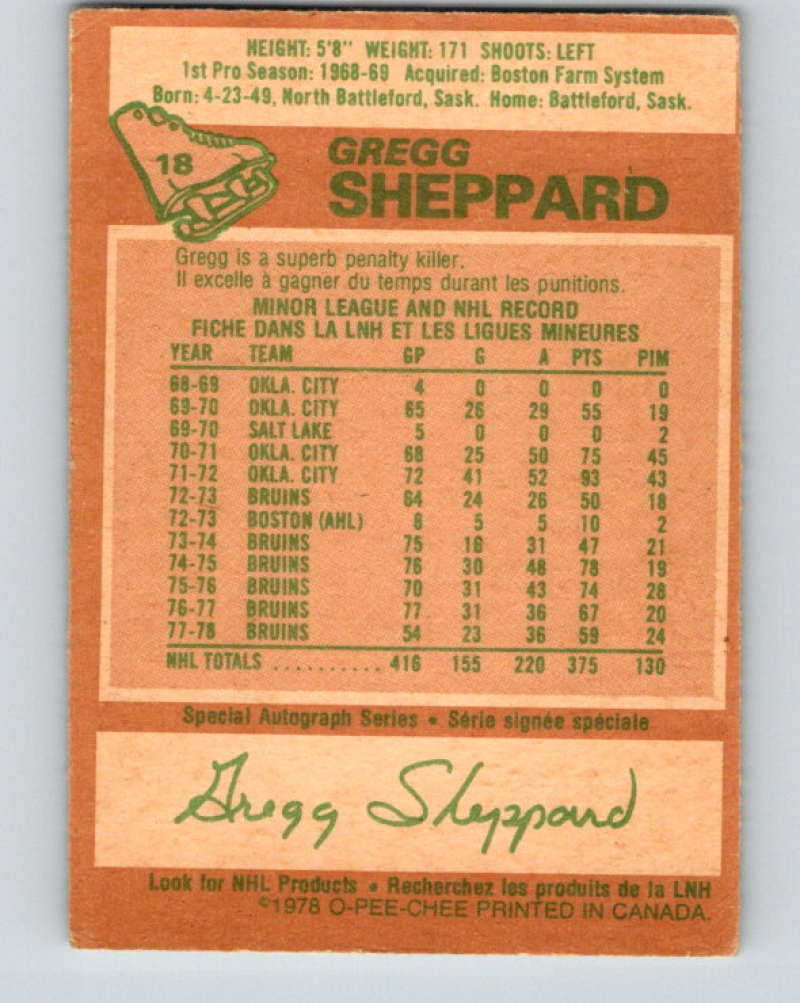 HEIGHT: 5'8" WEIGHT: 171 SHOOTS: LEFT
1st Pro Season: 1968-69 Acquired: Boston Farm System
Born: 4-23-49, North Battleford, Sask. Home: Battleford, Sask.
18
GREGG
SHEPPARD
Gregg is a superb penalty killer.
Il excelle à gagner du temps durant les punitions.
MINOR LEAGUE AND NHL RECORD
FICHE DANS LA LNH ET LES LIGUES MINEURES
YEAR TEAM GP G A PTS PIM
68-69 OKLA. CITY 4 0 0 0 0
69-70 OKLA. CITY 65 26 29 55 19
69-70 SALT LAKE 5 0 0 0 2
70-71 OKLA. CITY 68 25 50 75 45
71-72 OKLA. CITY 72 41 52 93 43
72-73 BRUINS 64 24 26 50 18
72-73 BOSTON (AHL) 8 5 5 10 2
73-74 BRUINS 75 16 31 47 21
74-75 BRUINS 76 30 48 78 19
75-76 BRUINS 70 31 43 74 28
76-77 BRUINS 77 31 36 67 20
77-78 BRUINS 54 23 36 59 24
NHL TOTALS .......... 416 155 220 375 130
Special Autograph Series • Série signée spéciale
Gregg Sheppard
Look for NHL Products • Recherchez les produits de la LNH
©1978 O-PEE-CHEE PRINTED IN CANADA.